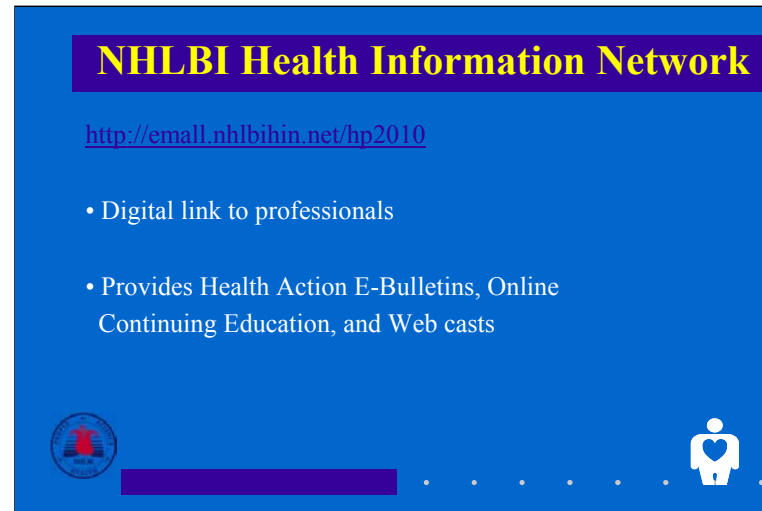 NHLBI Health Information Network
http://emall.nhlbihin.net/hp2010
• Digital link to professionals
• Provides Health Action E-Bulletins, Online
Continuing Education, and Web casts